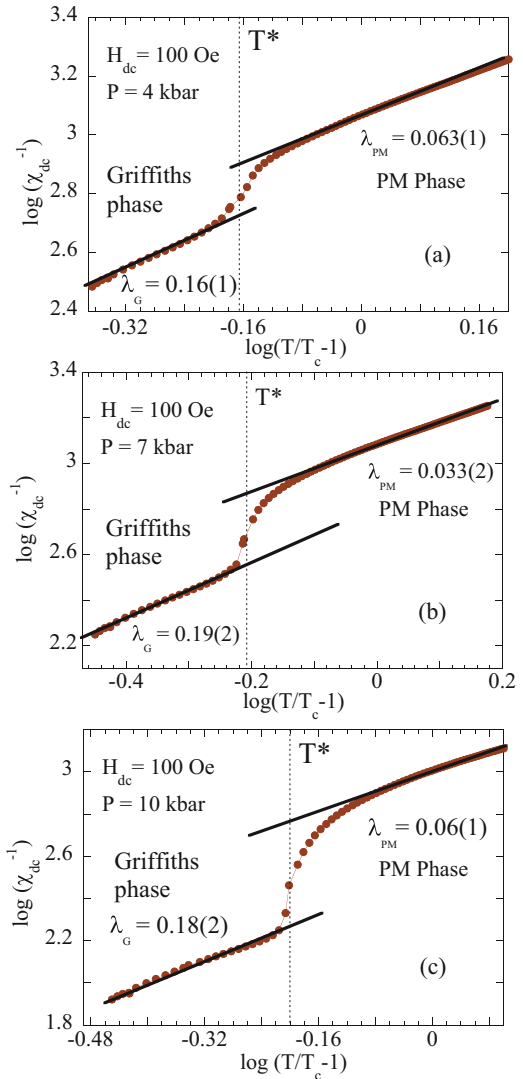 (a)
3.4
H_dc = 100 Oe
T*
P = 4 kbar
3.2
log (χ_dc^-1)
3.0
λ_PM = 0.063(1)
Griffiths
phase
PM Phase
2.8
2.6
λ_G = 0.16(1)
2.4
-0.32 -0.16 0 0.16
log(T/T_c-1)
3.4
H_dc = 100 Oe
T*
P = 7 kbar
3.0
log (χ_dc^-1)
λ_PM = 0.033(2)
Griffiths
phase
PM Phase
2.6
(b)
2.2
λ_G = 0.19(2)
-0.4 -0.2 0 0.2
log(T/T_c-1)
3
H_dc = 100 Oe
T*
P = 10 kbar
log (χ_dc^-1)
2.6
λ_PM = 0.06(1)
Griffiths
phase
PM Phase
2.2
λ_G = 0.18(2)
(c)
1.8
-0.48 -0.32 -0.16 0
log (T/T_c-1)